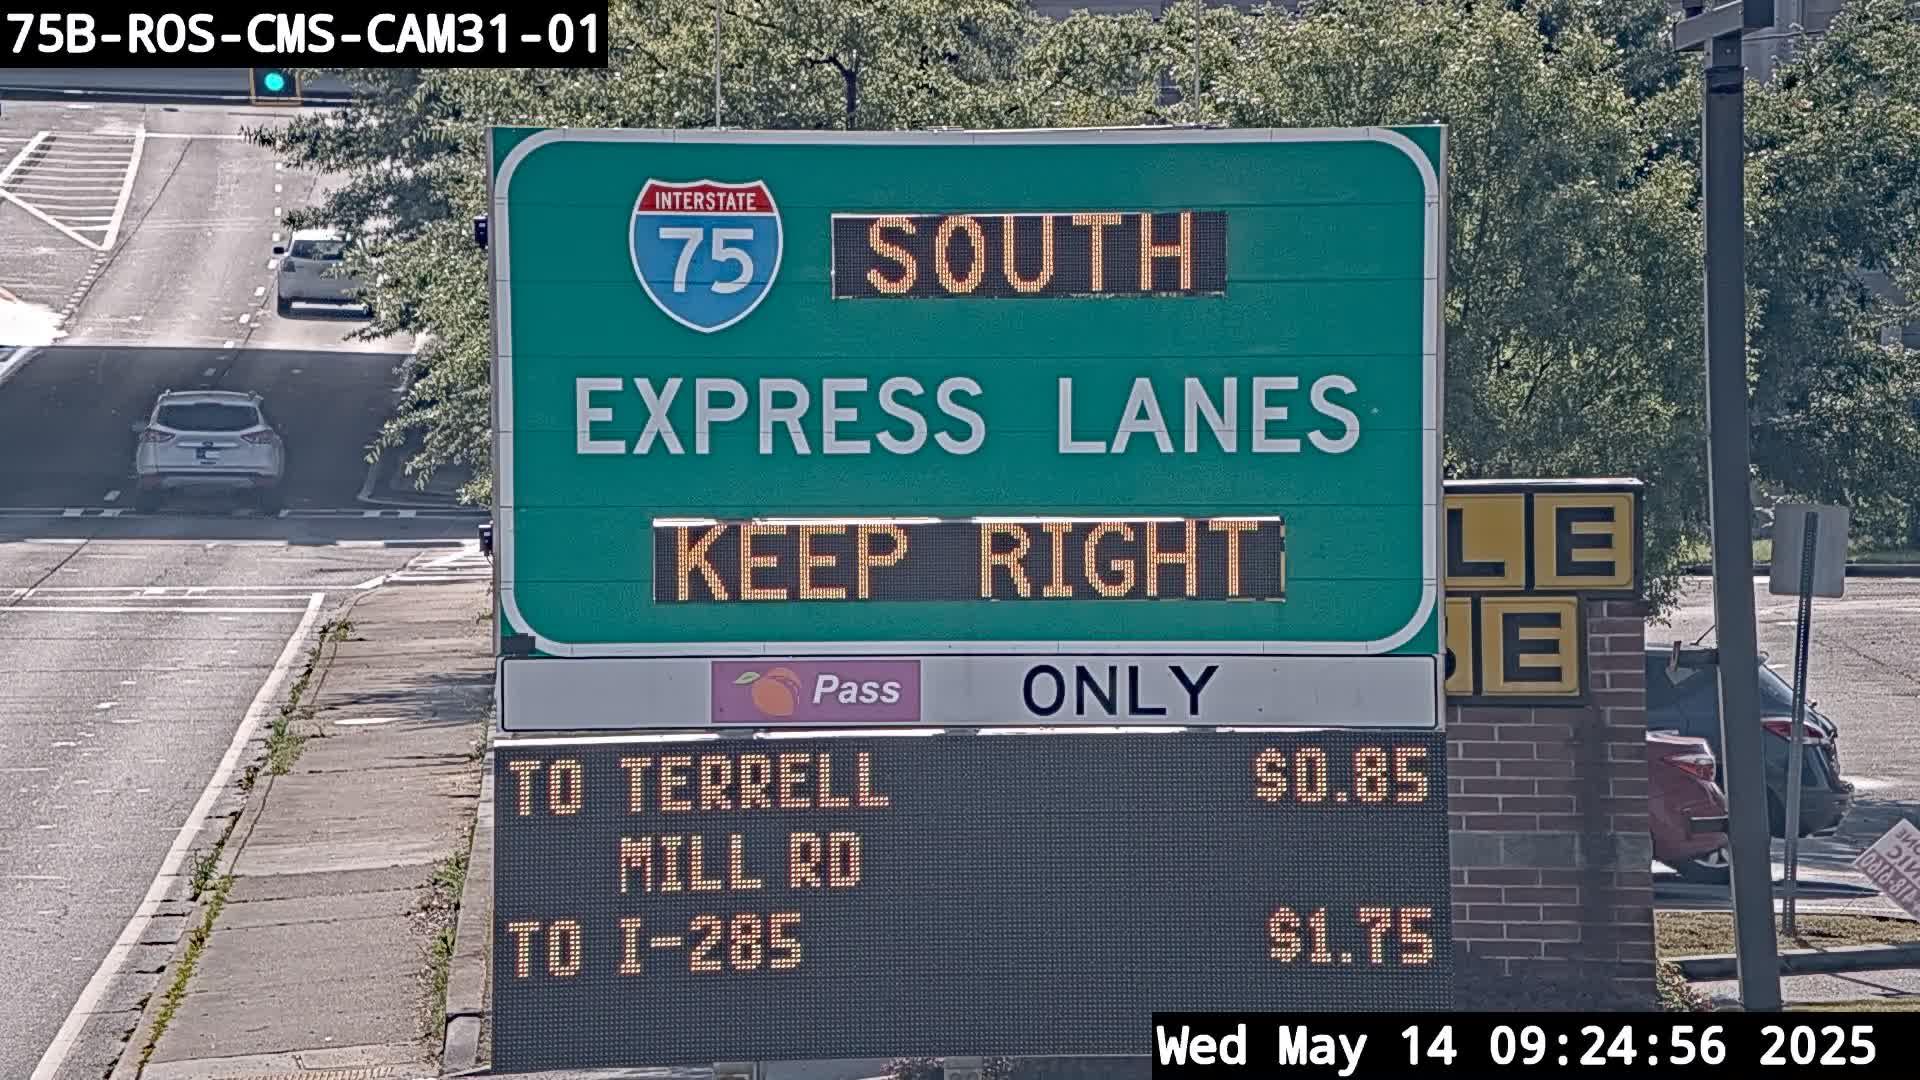 75B-ROS-CMS-CAM31-01
INTERSTATE
75
SOUTH
EXPRESS LANES
KEEP RIGHT
Pass ONLY
TO TERRELL $0.85
MILL RD
TO I-285 $1.75
LE
E
Wed May 14 09:24:56 2025